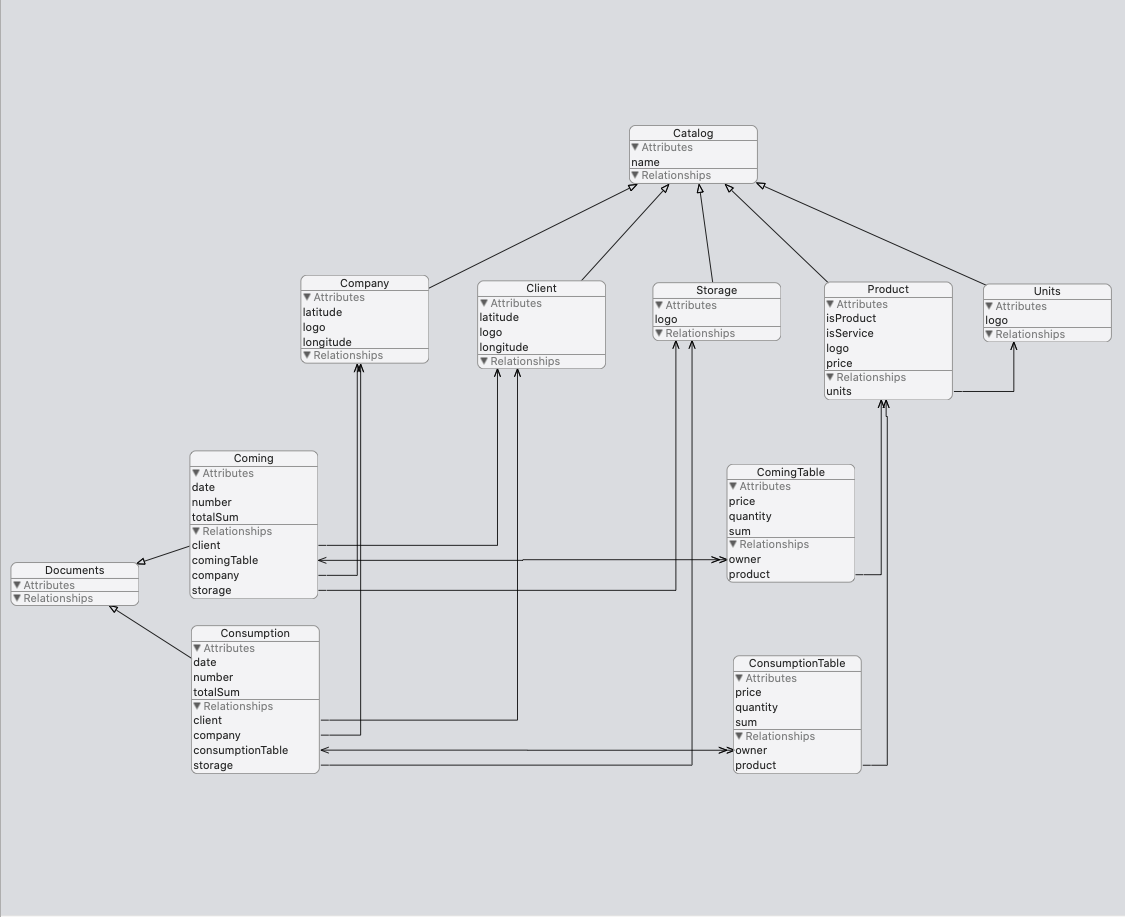 Catalog
▼ Attributes
name
▼ Relationships
Company
▼ Attributes
latitude
logo
longitude
▼ Relationships
Client
▼ Attributes
latitude
logo
longitude
▼ Relationships
Storage
▼ Attributes
logo
▼ Relationships
Product
▼ Attributes
isProduct
isService
logo
price
▼ Relationships
units
Units
▼ Attributes
logo
▼ Relationships
Coming
▼ Attributes
date
number
totalSum
▼ Relationships
client
comingTable
company
storage
ComingTable
▼ Attributes
price
quantity
sum
▼ Relationships
owner
product
Documents
▼ Attributes
▼ Relationships
Consumption
▼ Attributes
date
number
totalSum
▼ Relationships
client
company
consumptionTable
storage
ConsumptionTable
▼ Attributes
price
quantity
sum
▼ Relationships
owner
product